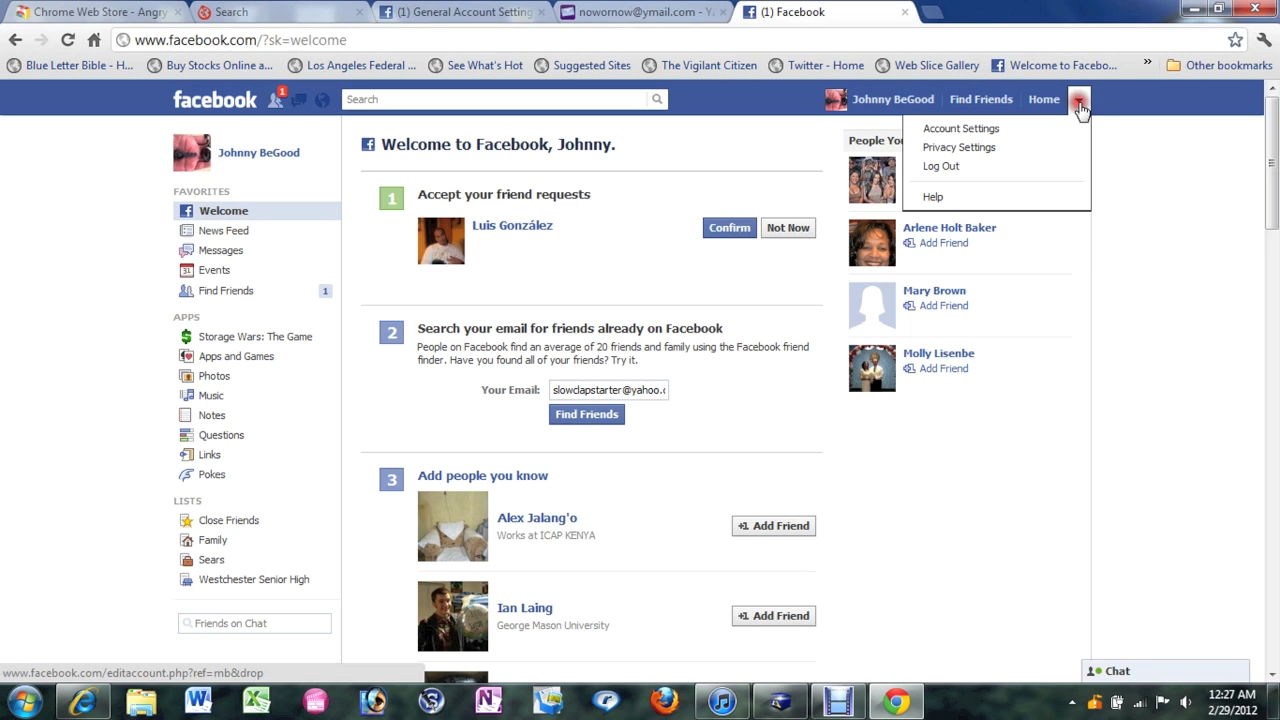 Chrome Web Store - Angry
Search
(1) General Account Setting
nowornow@ymail.com - Y
(1) Facebook
www.facebook.com/?sk=welcome
Blue Letter Bible - H...
Buy Stocks Online a...
Los Angeles Federal ...
See What's Hot
Suggested Sites
The Vigilant Citizen
Twitter - Home
Web Slice Gallery
Welcome to Facebo...
Other bookmarks
facebook
1
Search
Johnny BeGood
Find Friends
Home
Account Settings
Privacy Settings
Log Out
Help
Johnny BeGood
FAVORITES
Welcome
News Feed
Messages
31 Events
Find Friends 1
APPS
Storage Wars: The Game
Apps and Games
Photos
Music
Notes
Questions
Links
Pokes
LISTS
Close Friends
Family
Sears
Westchester Senior High
Friends on Chat
Welcome to Facebook, Johnny.
1 Accept your friend requests
Luis González
Confirm
Not Now
2 Search your email for friends already on Facebook
People on Facebook find an average of 20 friends and family using the Facebook friend
finder. Have you found all of your friends? Try it.
Your Email: slowclapstarter@yahoo.c
Find Friends
3 Add people you know
Alex Jalang'o
Works at ICAP KENYA
+1 Add Friend
Ian Laing
George Mason University
+1 Add Friend
People Yo
Arlene Holt Baker
Add Friend
Mary Brown
Add Friend
Molly Lisenbe
Add Friend
Chat
www.facebook.com/editaccount.php?ref=mb&drop
12:27 AM
2/29/2012